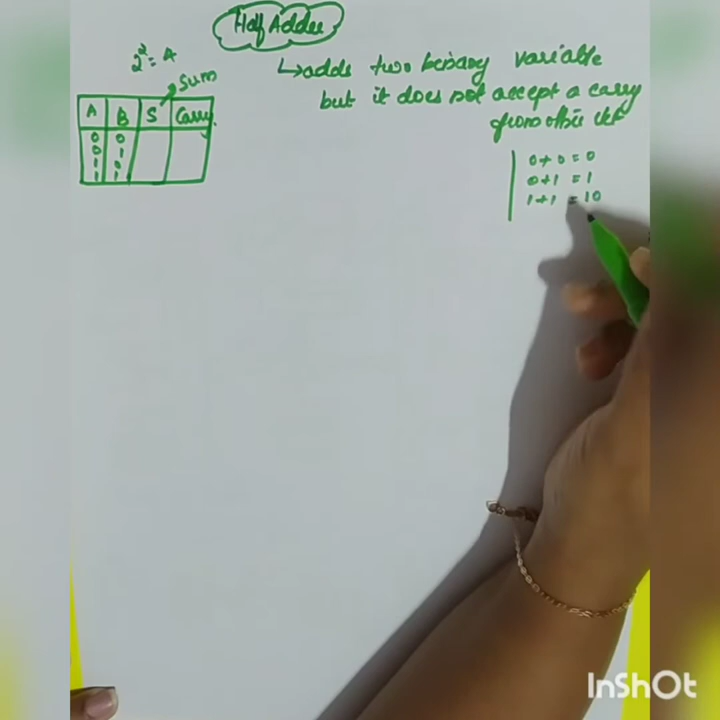 Half Adder
2² = 4
↳ adds two binary variable
but it does not accept a carry
from other ckt
Sum
A B S Carry
0 0
0 1
1 0
1 1
0+0 = 0
0+1 = 1
1+1 = 10
InShOt